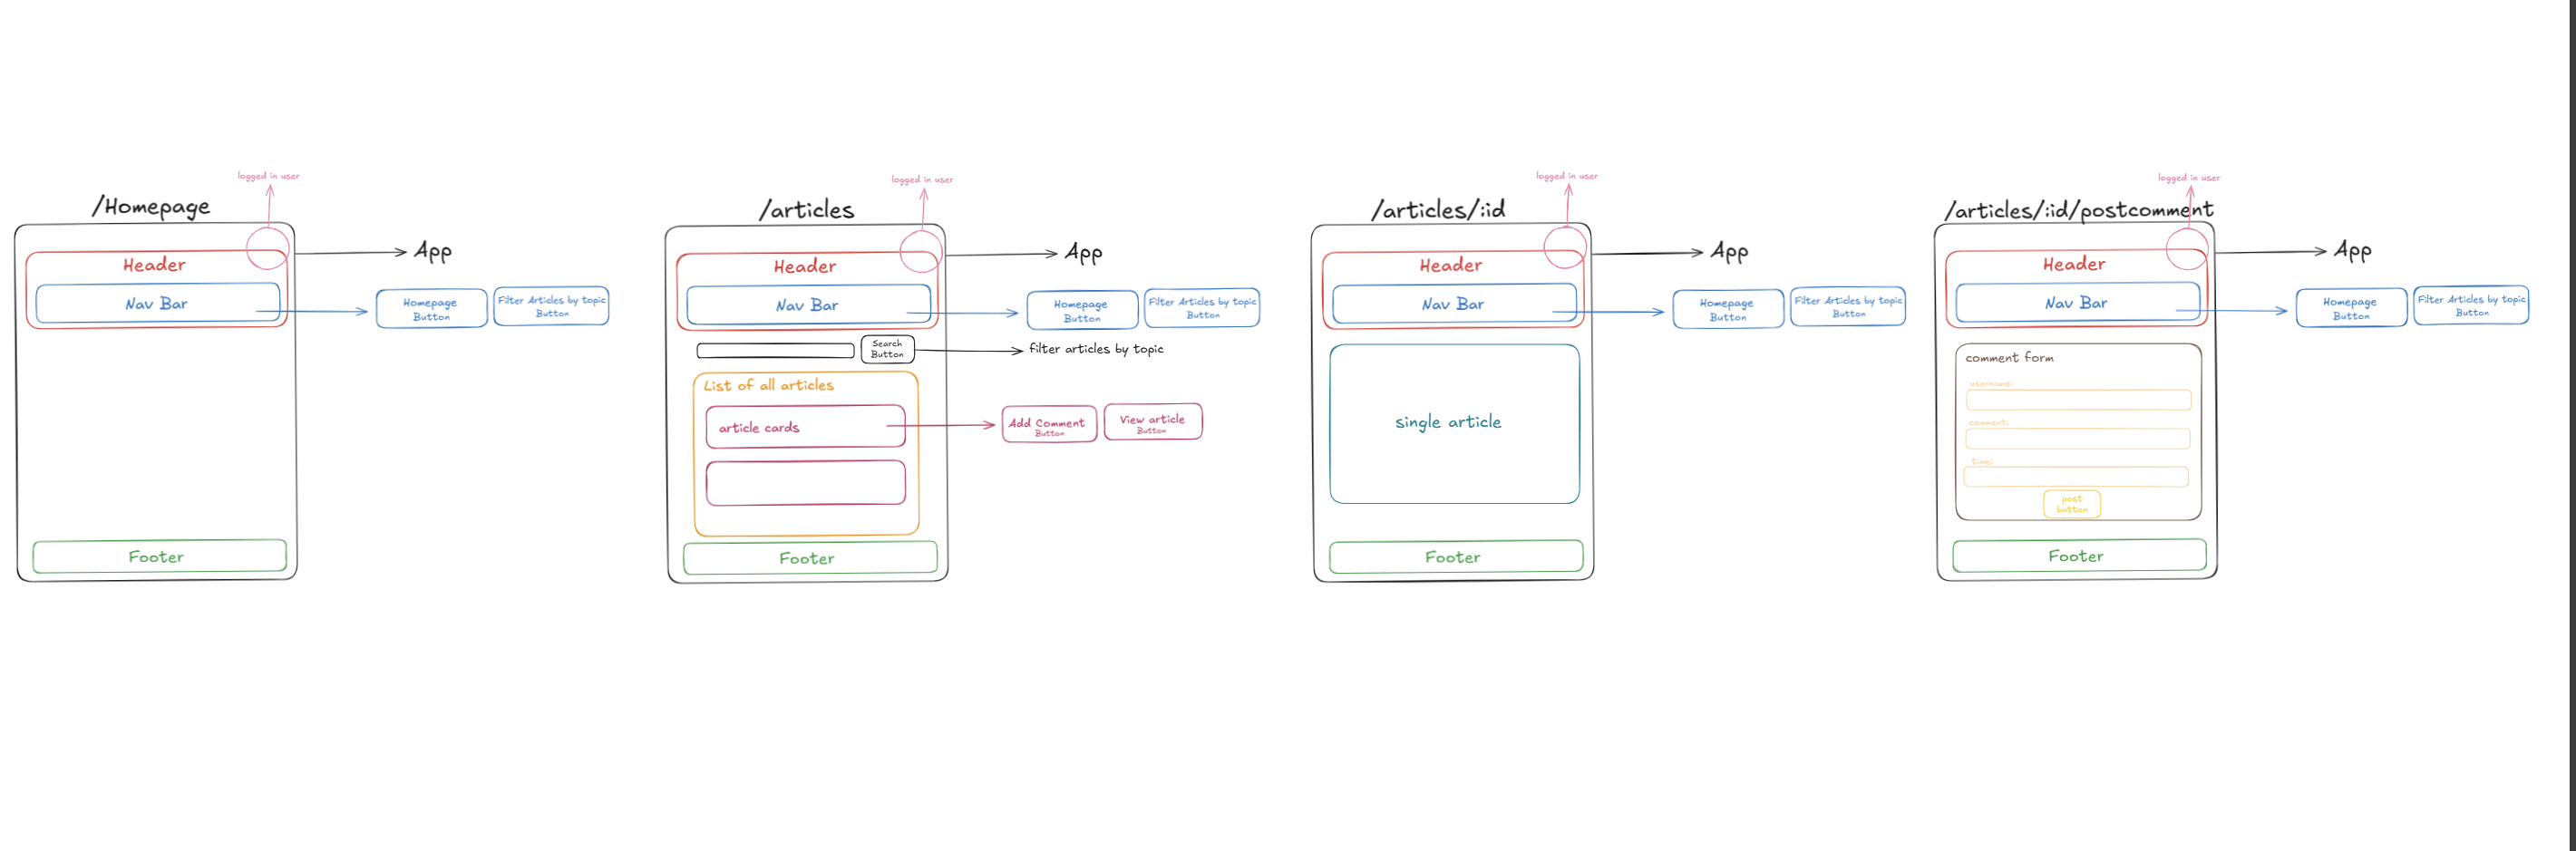 logged in user
/Homepage
App
Header
Nav Bar
Homepage
Button
Filter Articles by topic
Button
Footer
logged in user
/articles
App
Header
Nav Bar
Homepage
Button
Filter Articles by topic
Button
Search
Button
filter articles by topic
List of all articles
article cards
Add Comment
Button
View article
Button
Footer
logged in user
/articles/:id
App
Header
Nav Bar
Homepage
Button
Filter Articles by topic
Button
single article
Footer
logged in user
/articles/:id/postcomment
App
Header
Nav Bar
Homepage
Button
Filter Articles by topic
Button
comment form
username:
comment:
time:
post
button
Footer